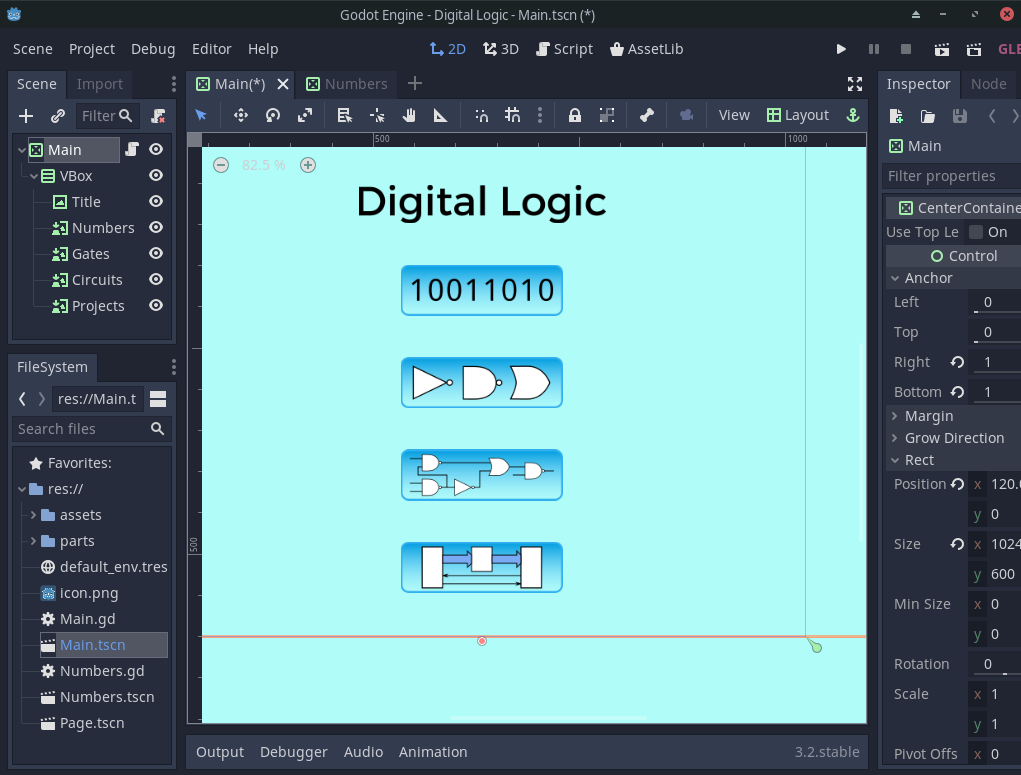 Godot Engine - Digital Logic - Main.tscn (*)
Scene Project Debug Editor Help 2D 3D Script AssetLib GLE
Scene Import
Main(*) Numbers
Inspector Node
Filter
View Layout
Main
Main
VBox
Title
Numbers
Gates
Circuits
Projects
500 1000
82.5 %
Digital Logic
10011010
500
FileSystem
res://Main.t
Search files
Favorites:
res://
assets
parts
default_env.tres
icon.png
Main.gd
Main.tscn
Numbers.gd
Numbers.tscn
Page.tscn
Output Debugger Audio Animation 3.2.stable
Filter properties
CenterContaine
Use Top Le On
Control
Anchor
Left 0
Top 0
Right 1
Bottom 1
Margin
Grow Direction
Rect
Position x 120.0
y 0
Size x 1024
y 600
Min Size x 0
y 0
Rotation 0
Scale x 1
y 1
Pivot Offs x 0